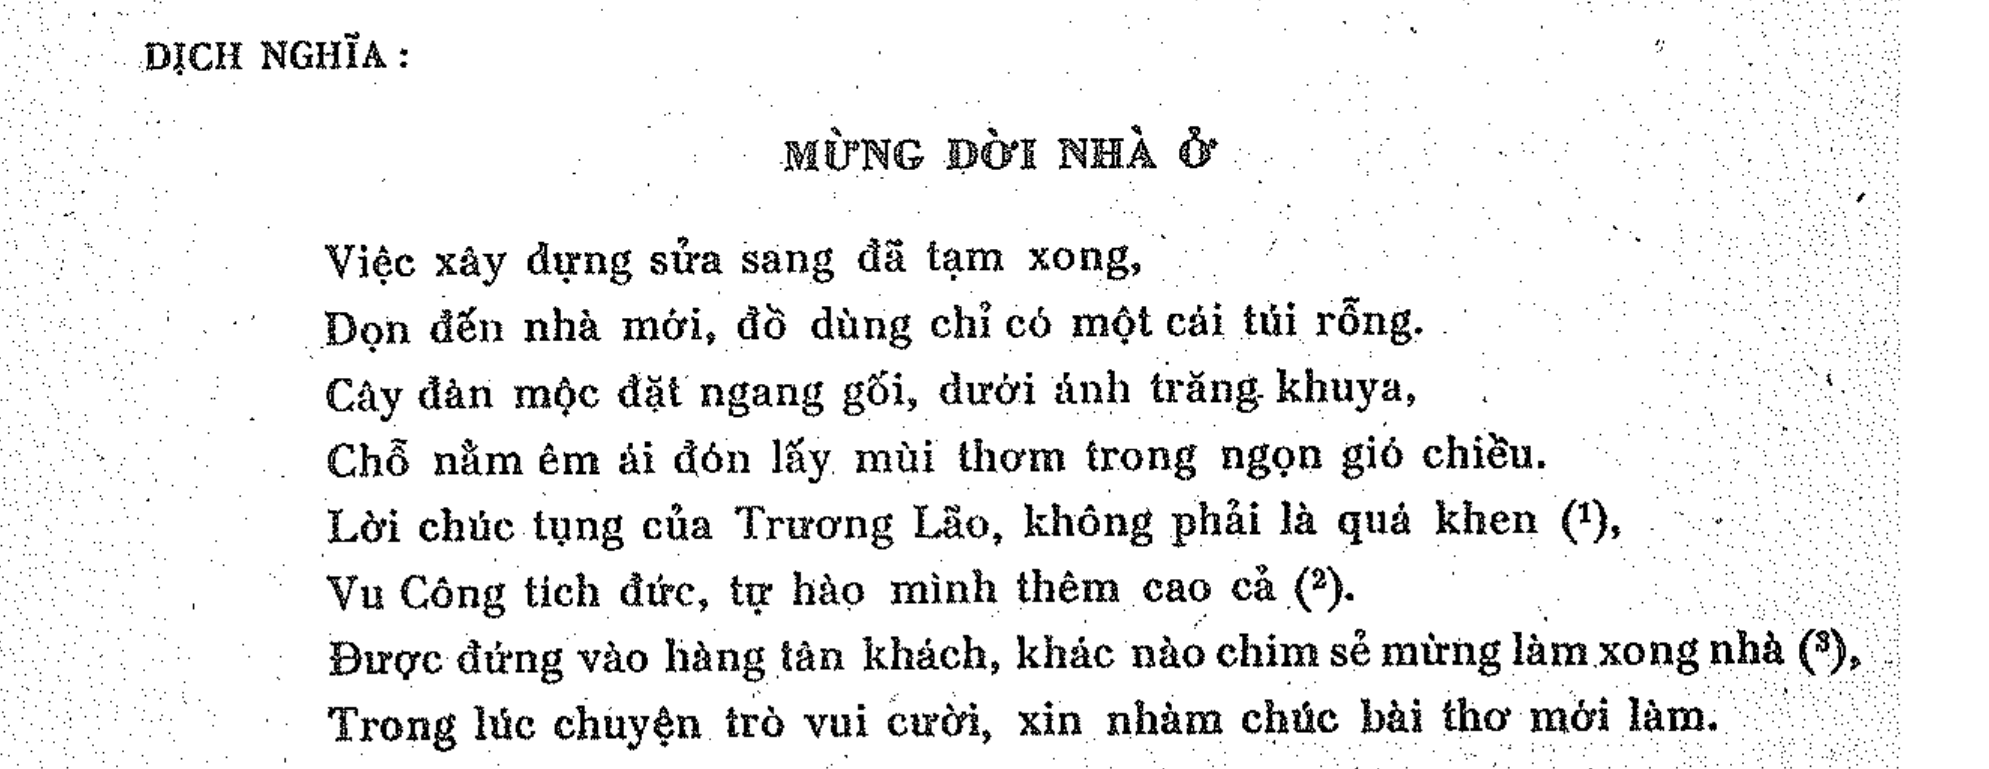 DỊCH NGHĨA :
MỪNG DỜI NHÀ Ở
Việc xây dựng sửa sang đã tạm xong,
Dọn đến nhà mới, đồ dùng chỉ có một cái túi rỗng.
Cây đàn mộc đặt ngang gối, dưới ánh trăng khuya,
Chỗ nằm êm ái đón lấy mùi thơm trong ngọn gió chiều.
Lời chúc tụng của Trương Lão, không phải là quá khen (¹),
Vu Công tích đức, tự hào mình thêm cao cả (²).
Được đứng vào hàng tân khách, khác nào chim sẻ mừng làm xong nhà (³),
Trong lúc chuyện trò vui cười, xin nhàm chúc bài thơ mới làm.